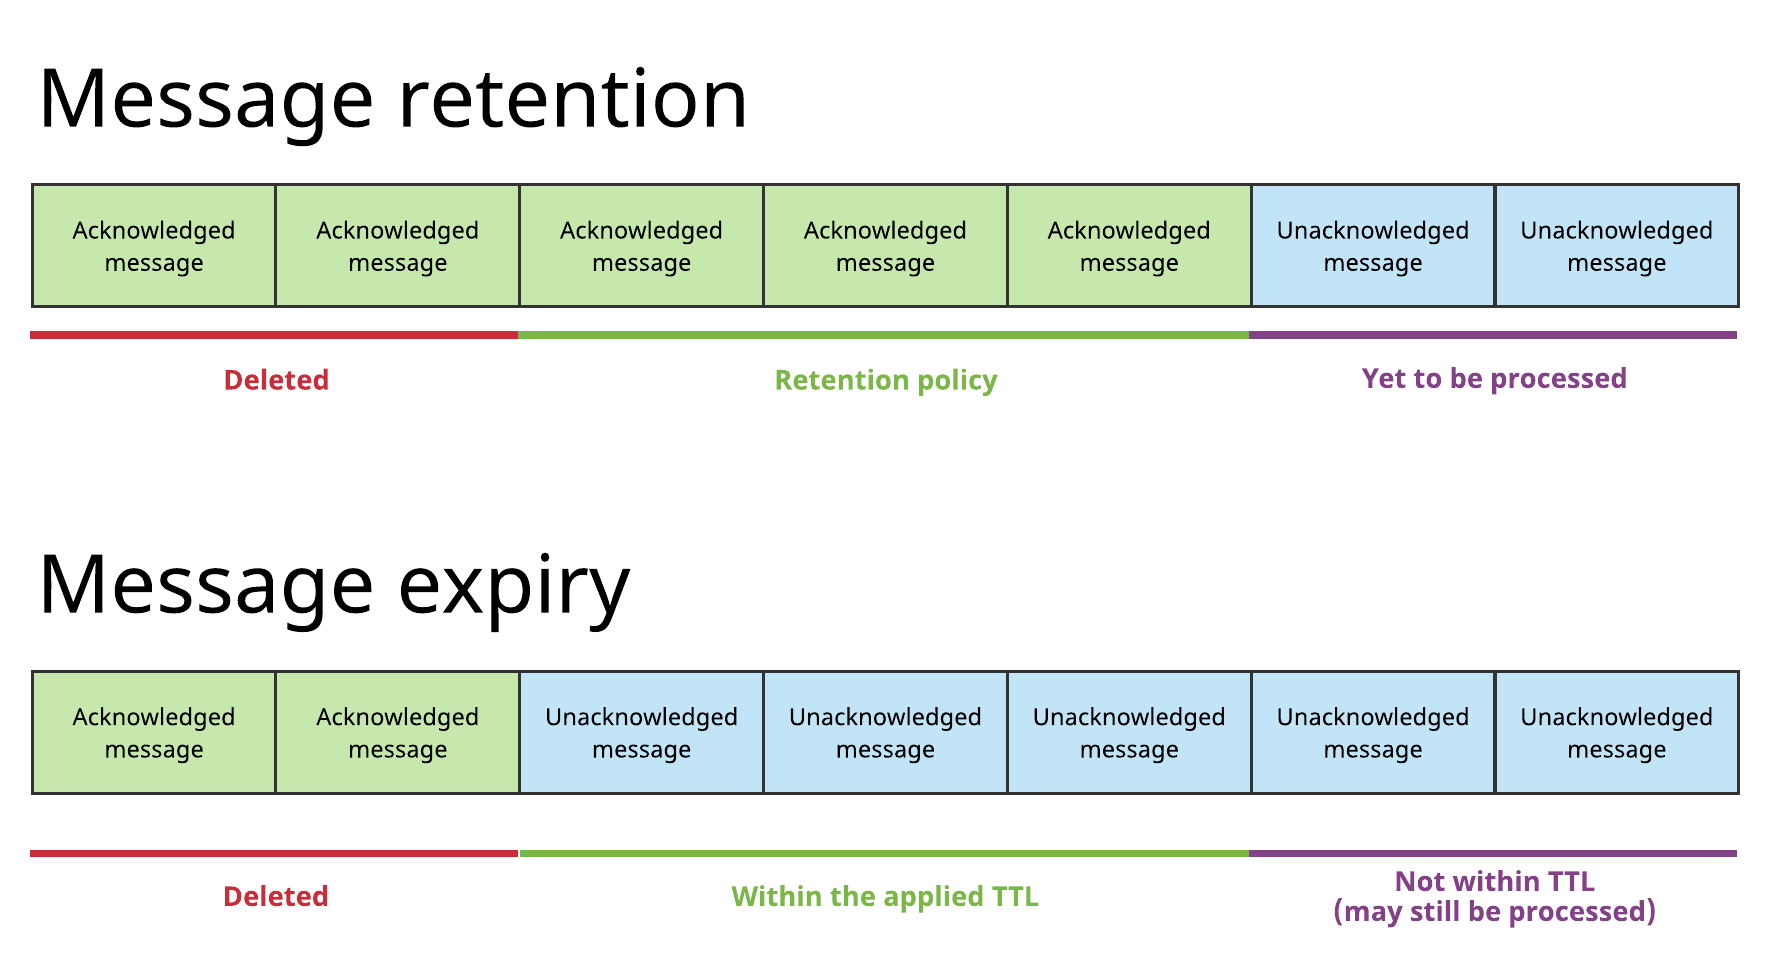 Message retention
Acknowledged message
Acknowledged message
Acknowledged message
Acknowledged message
Acknowledged message
Unacknowledged message
Unacknowledged message
Deleted
Retention policy
Yet to be processed
Message expiry
Acknowledged message
Acknowledged message
Unacknowledged message
Unacknowledged message
Unacknowledged message
Unacknowledged message
Unacknowledged message
Deleted
Within the applied TTL
Not within TTL
(may still be processed)